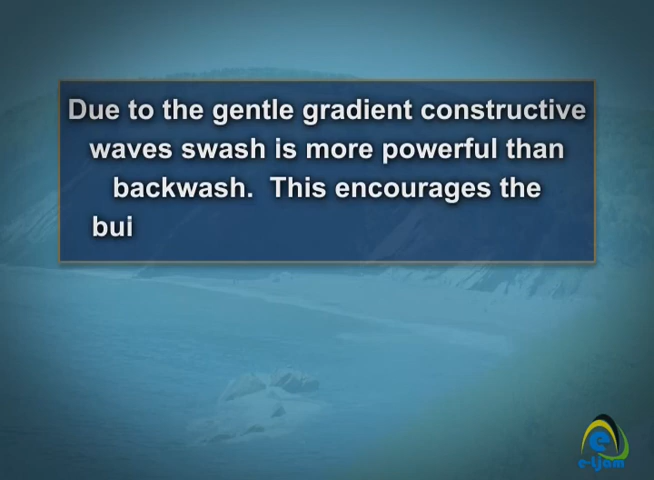 Due to the gentle gradient constructive
waves swash is more powerful than
backwash. This encourages the
bui
e
e-Ljam